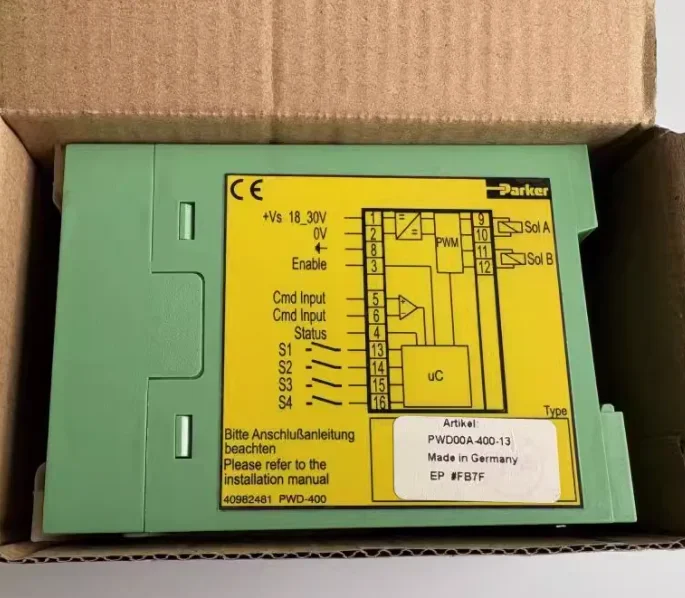 CE
Parker
+Vs 18_30V 1 9
0V 2 10 Sol A
8 11
Enable 3 12 Sol B
PWM
Cmd Input 5
Cmd Input 6
Status 4
S1 13
S2 14
S3 15
S4 16
uC
Type
Bitte Anschlußanleitung
beachten
Please refer to the
installation manual
40982481 PWD-400
Artikel:
PWD00A-400-13
Made in Germany
EP #FB7F